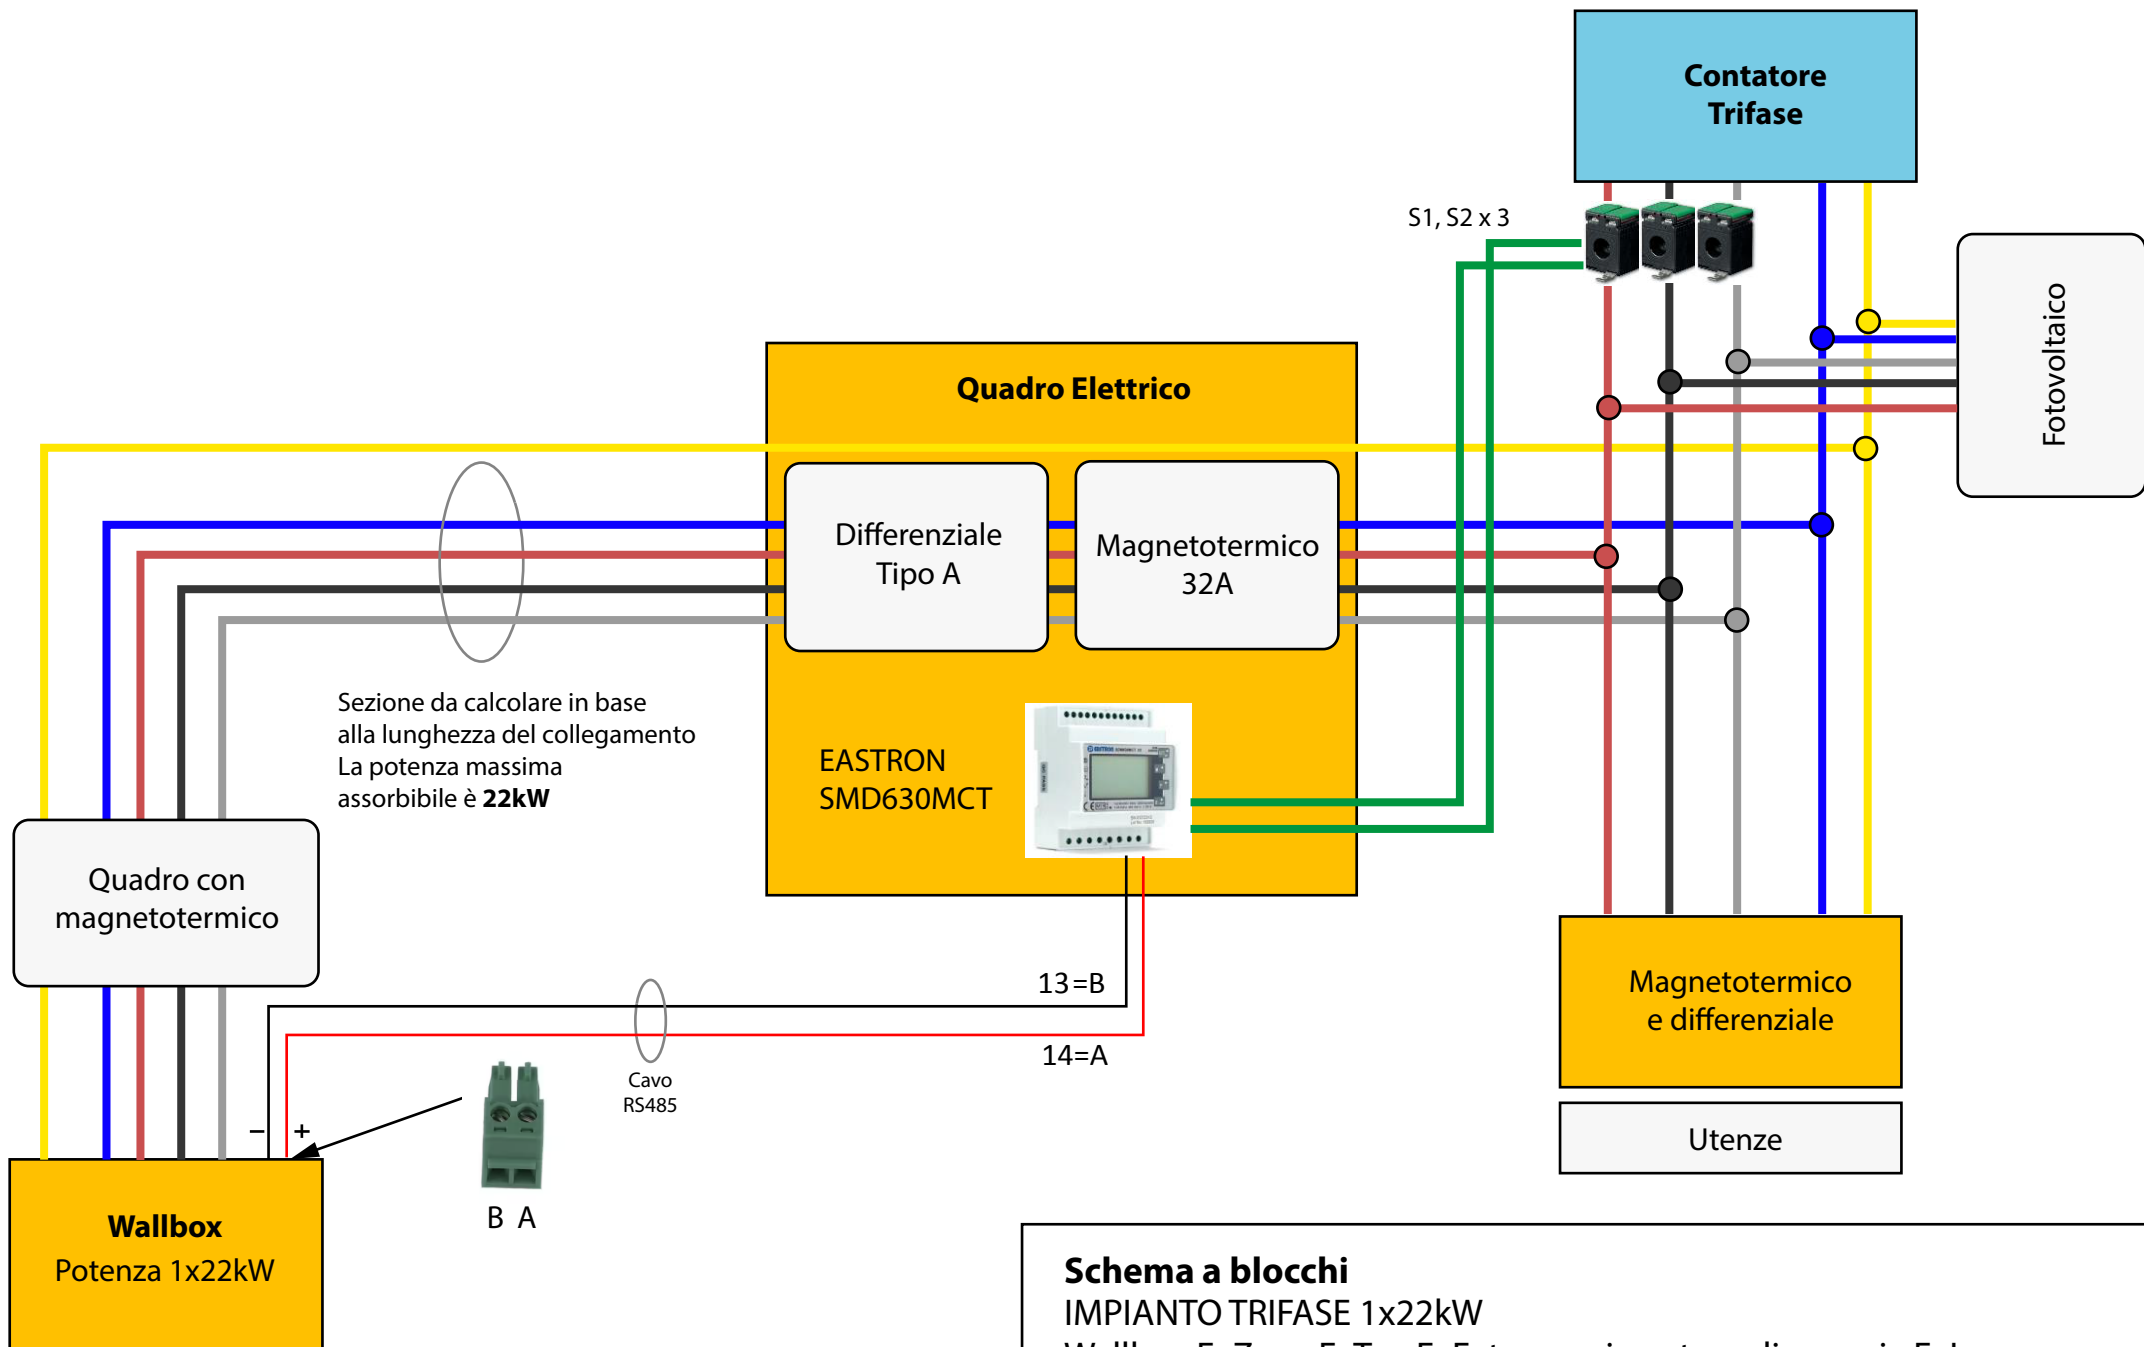 Contatore
Trifase
S1, S2 x 3
Fotovoltaico
Quadro Elettrico
Differenziale
Tipo A
Magnetotermico
32A
Sezione da calcolare in base
alla lunghezza del collegamento
La potenza massima
assorbibile è 22kW
EASTRON
SMD630MCT
Quadro con
magnetotermico
13=B
14=A
Cavo
RS485
Magnetotermico
e differenziale
Utenze
– +
B A
Wallbox
Potenza 1x22kW
Schema a blocchi
IMPIANTO TRIFASE 1x22kW